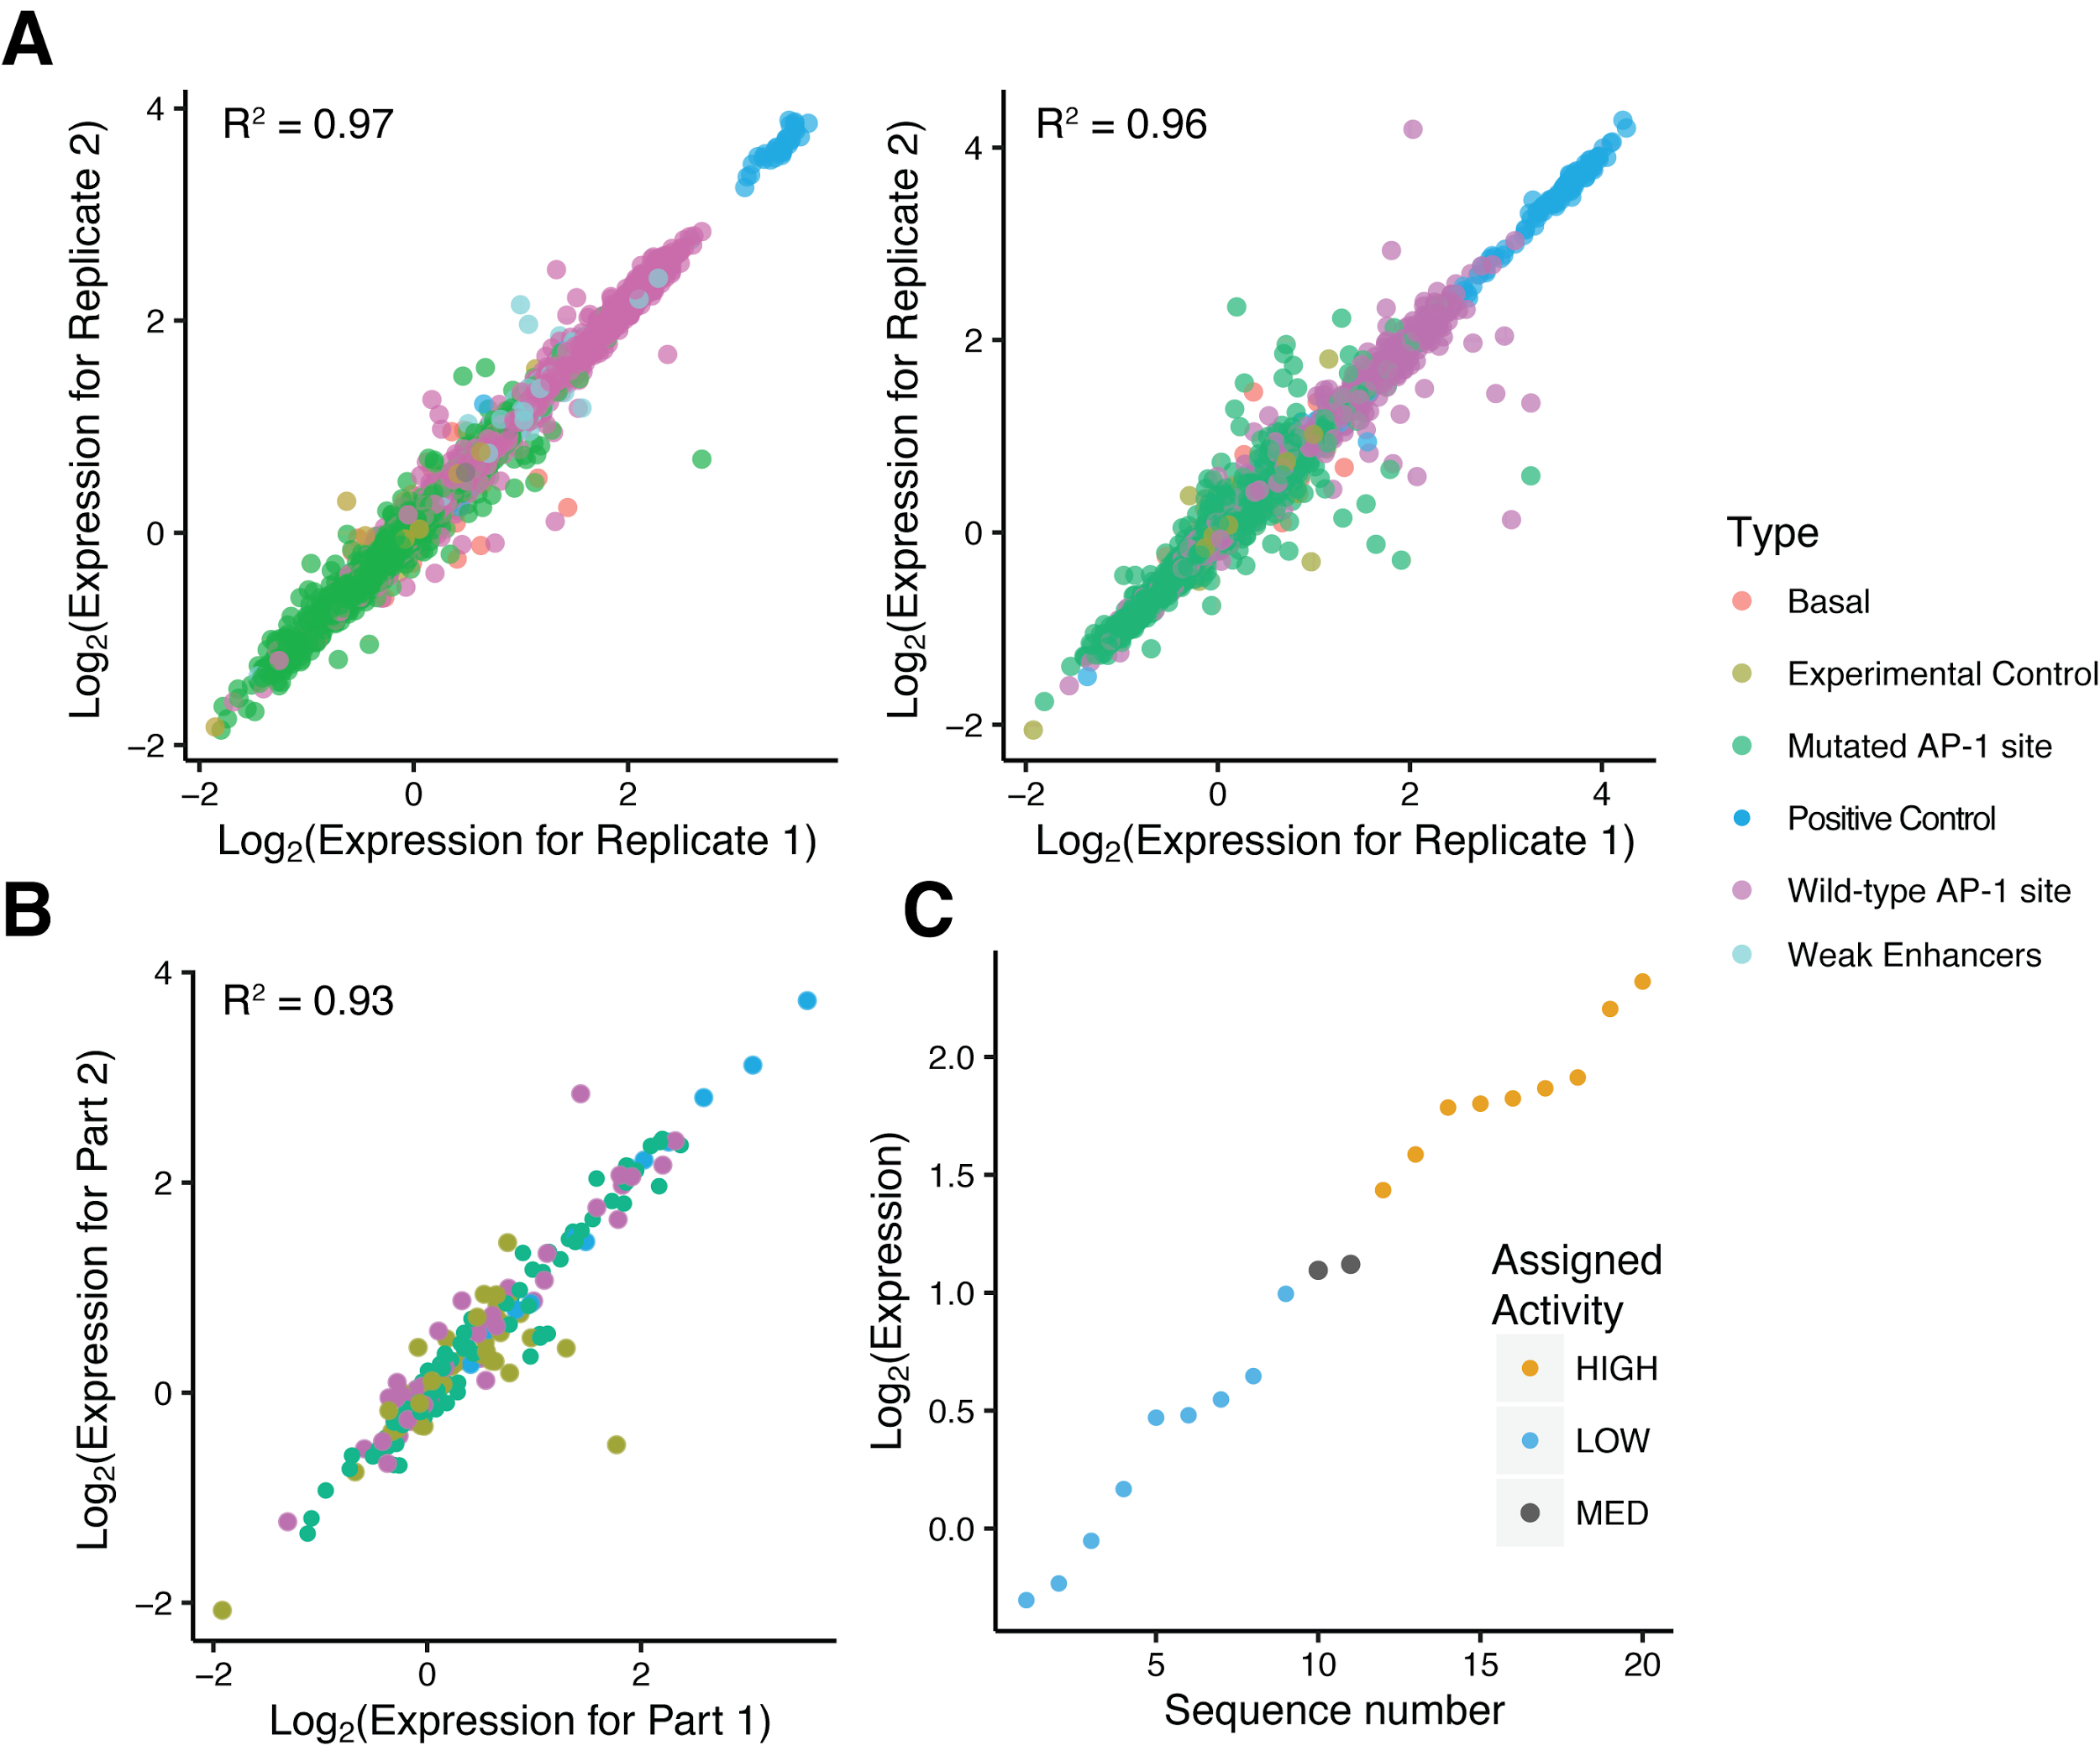 A
R² = 0.97
Log₂(Expression for Replicate 2)
4
2
0
−2
−2 0 2
Log₂(Expression for Replicate 1)
R² = 0.96
Log₂(Expression for Replicate 2)
4
2
0
−2
−2 0 2 4
Log₂(Expression for Replicate 1)
Type
Basal
Experimental Control
Mutated AP-1 site
Positive Control
Wild-type AP-1 site
Weak Enhancers
B
R² = 0.93
Log₂(Expression for Part 2)
4
2
0
−2
−2 0 2
Log₂(Expression for Part 1)
C
Log₂(Expression)
2.0
1.5
1.0
0.5
0.0
5 10 15 20
Sequence number
Assigned
Activity
HIGH
LOW
MED